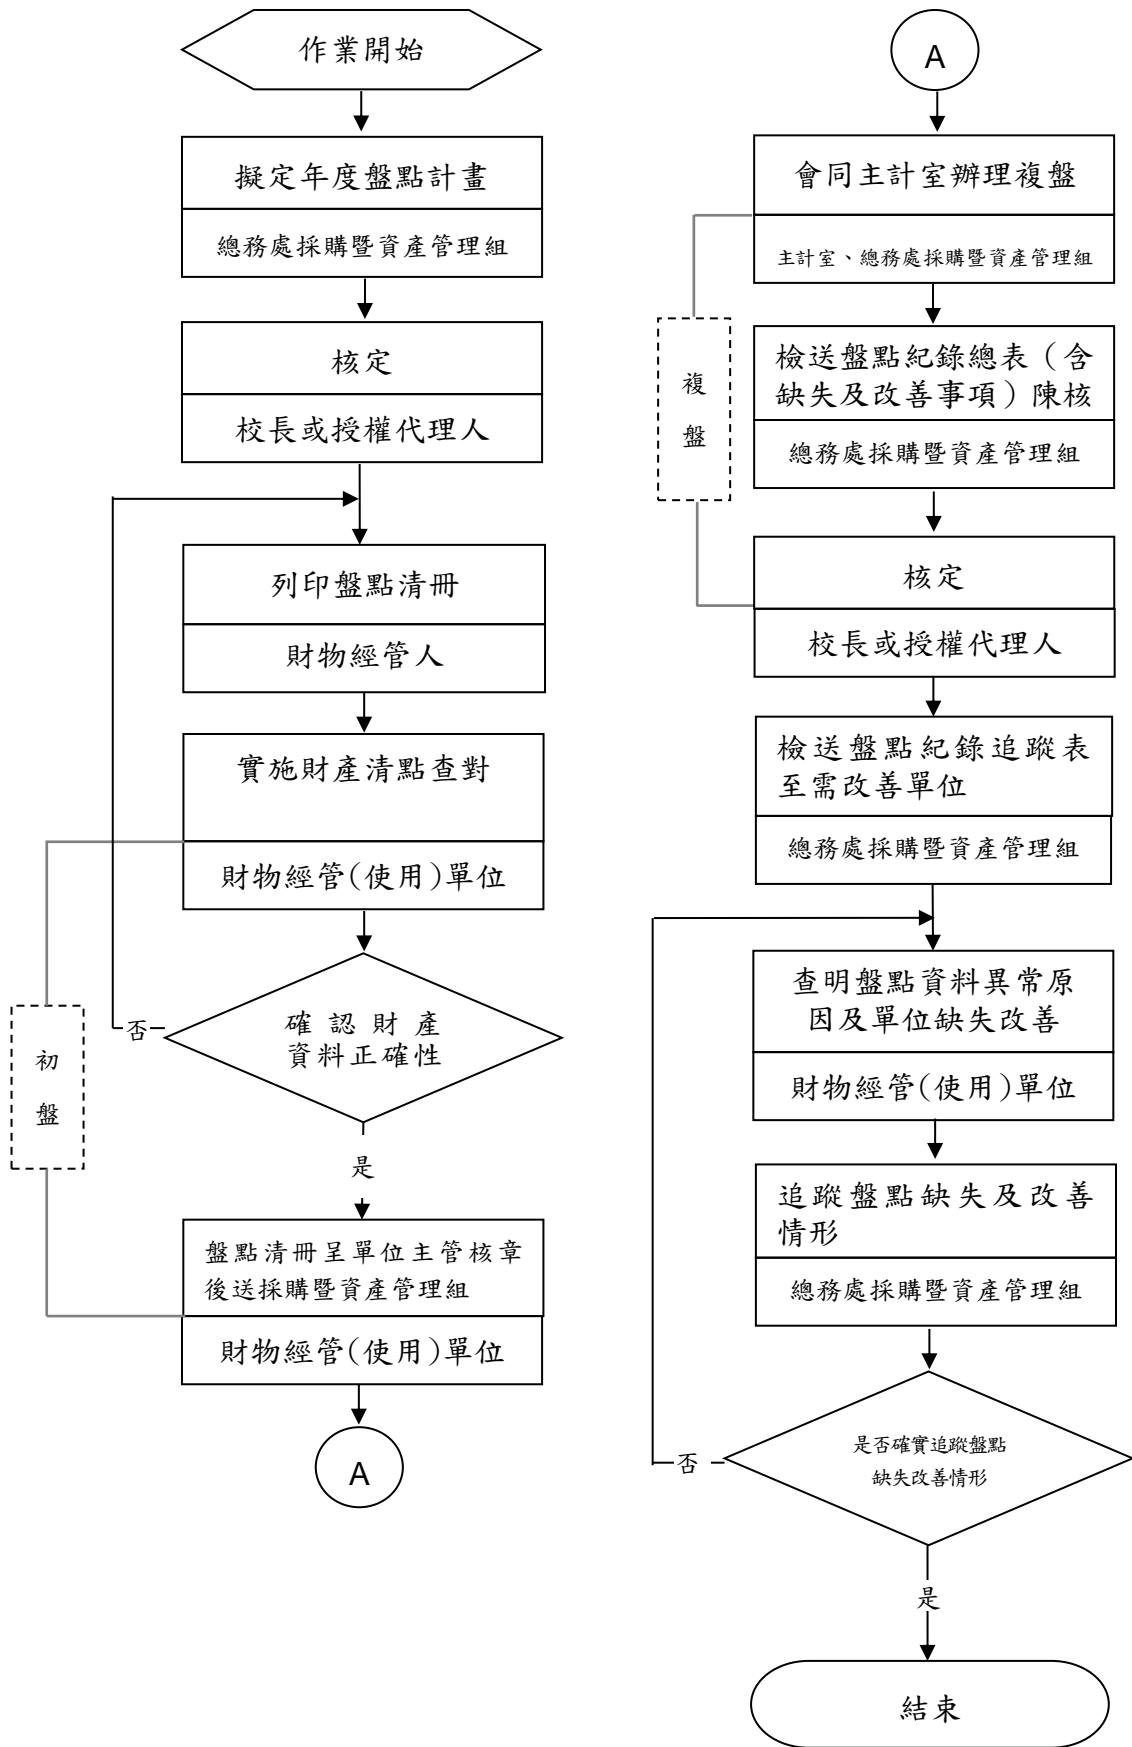 作業開始
擬定年度盤點計畫
總務處採購暨資產管理組
核定
校長或授權代理人
列印盤點清冊
財物經管人
實施財產清點查對
財物經管(使用)單位
確認財產
資料正確性
否
是
初
盤
盤點清冊呈單位主管核章
後送採購暨資產管理組
財物經管(使用)單位
A
A
會同主計室辦理複盤
主計室、總務處採購暨資產管理組
檢送盤點紀錄總表（含
缺失及改善事項）陳核
總務處採購暨資產管理組
複
盤
核定
校長或授權代理人
檢送盤點紀錄追蹤表
至需改善單位
總務處採購暨資產管理組
查明盤點資料異常原
因及單位缺失改善
財物經管(使用)單位
追蹤盤點缺失及改善
情形
總務處採購暨資產管理組
是否確實追蹤盤點
缺失改善情形
否
是
結束